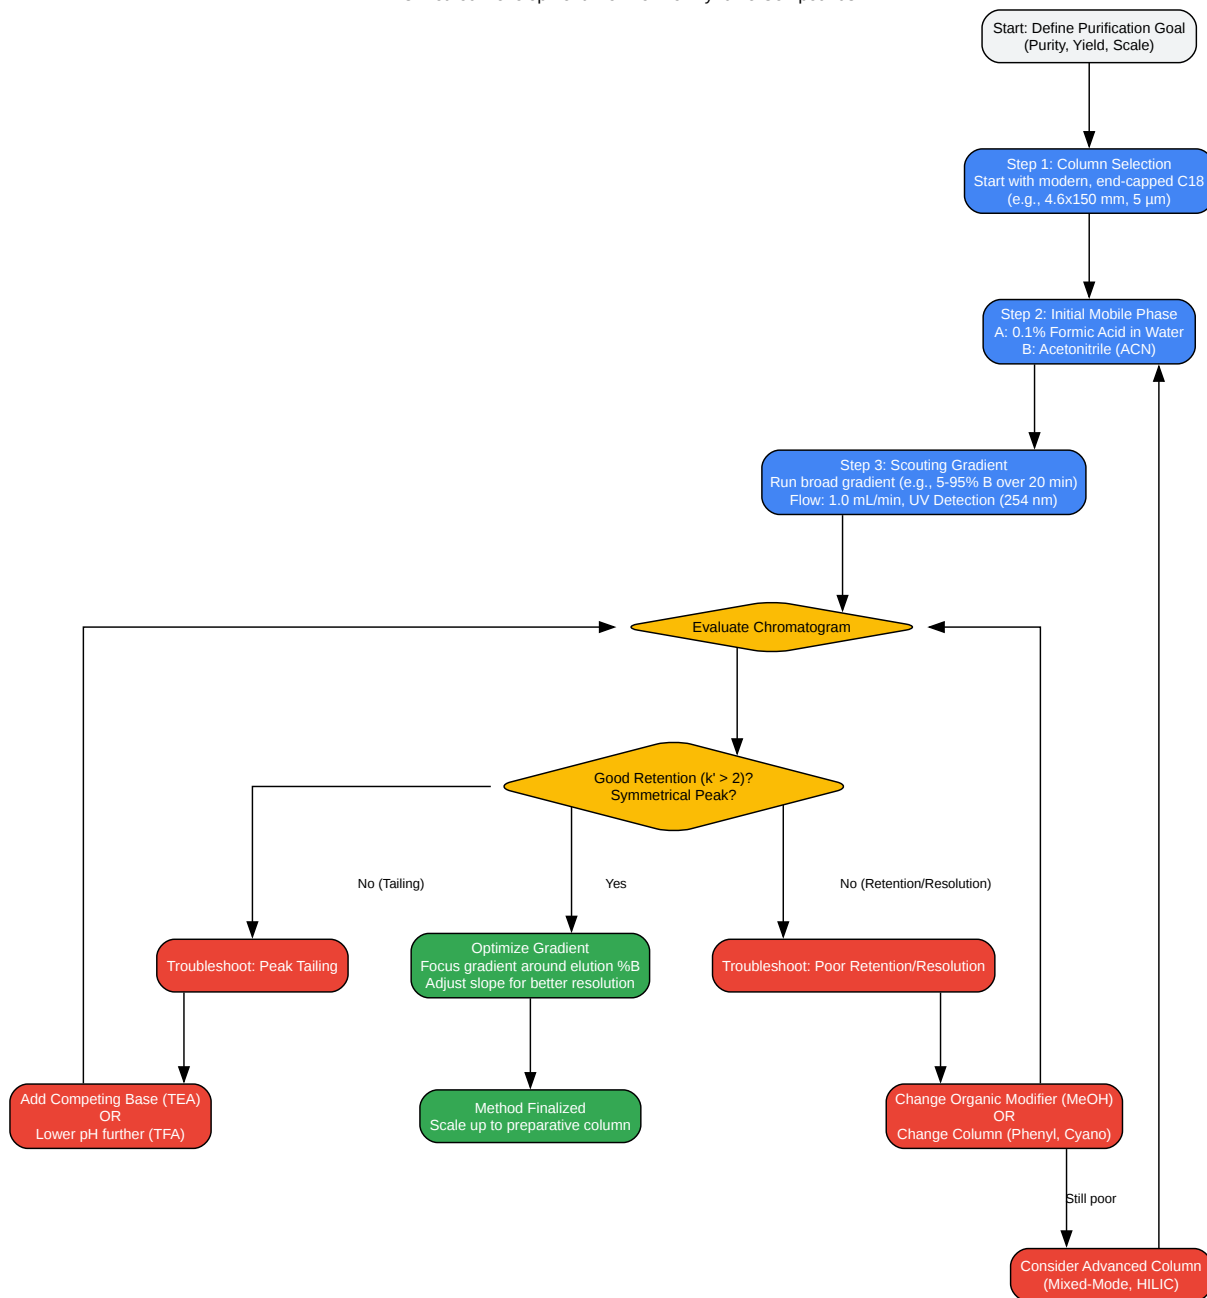 Start: Define Purification Goal
(Purity, Yield, Scale)
Step 1: Column Selection
Start with modern, end-capped C18
(e.g., 4.6x150 mm, 5 µm)
Step 2: Initial Mobile Phase
A: 0.1% Formic Acid in Water
B: Acetonitrile (ACN)
Step 3: Scouting Gradient
Run broad gradient (e.g., 5-95% B over 20 min)
Flow: 1.0 mL/min, UV Detection (254 nm)
Evaluate Chromatogram
Good Retention (k' > 2)?
Symmetrical Peak?
No (Tailing)
Yes
No (Retention/Resolution)
Troubleshoot: Peak Tailing
Optimize Gradient
Focus gradient around elution %B
Adjust slope for better resolution
Troubleshoot: Poor Retention/Resolution
Add Competing Base (TEA)
OR
Lower pH further (TFA)
Method Finalized
Scale up to preparative column
Change Organic Modifier (MeOH)
OR
Change Column (Phenyl, Cyano)
Still poor
Consider Advanced Column
(Mixed-Mode, HILIC)